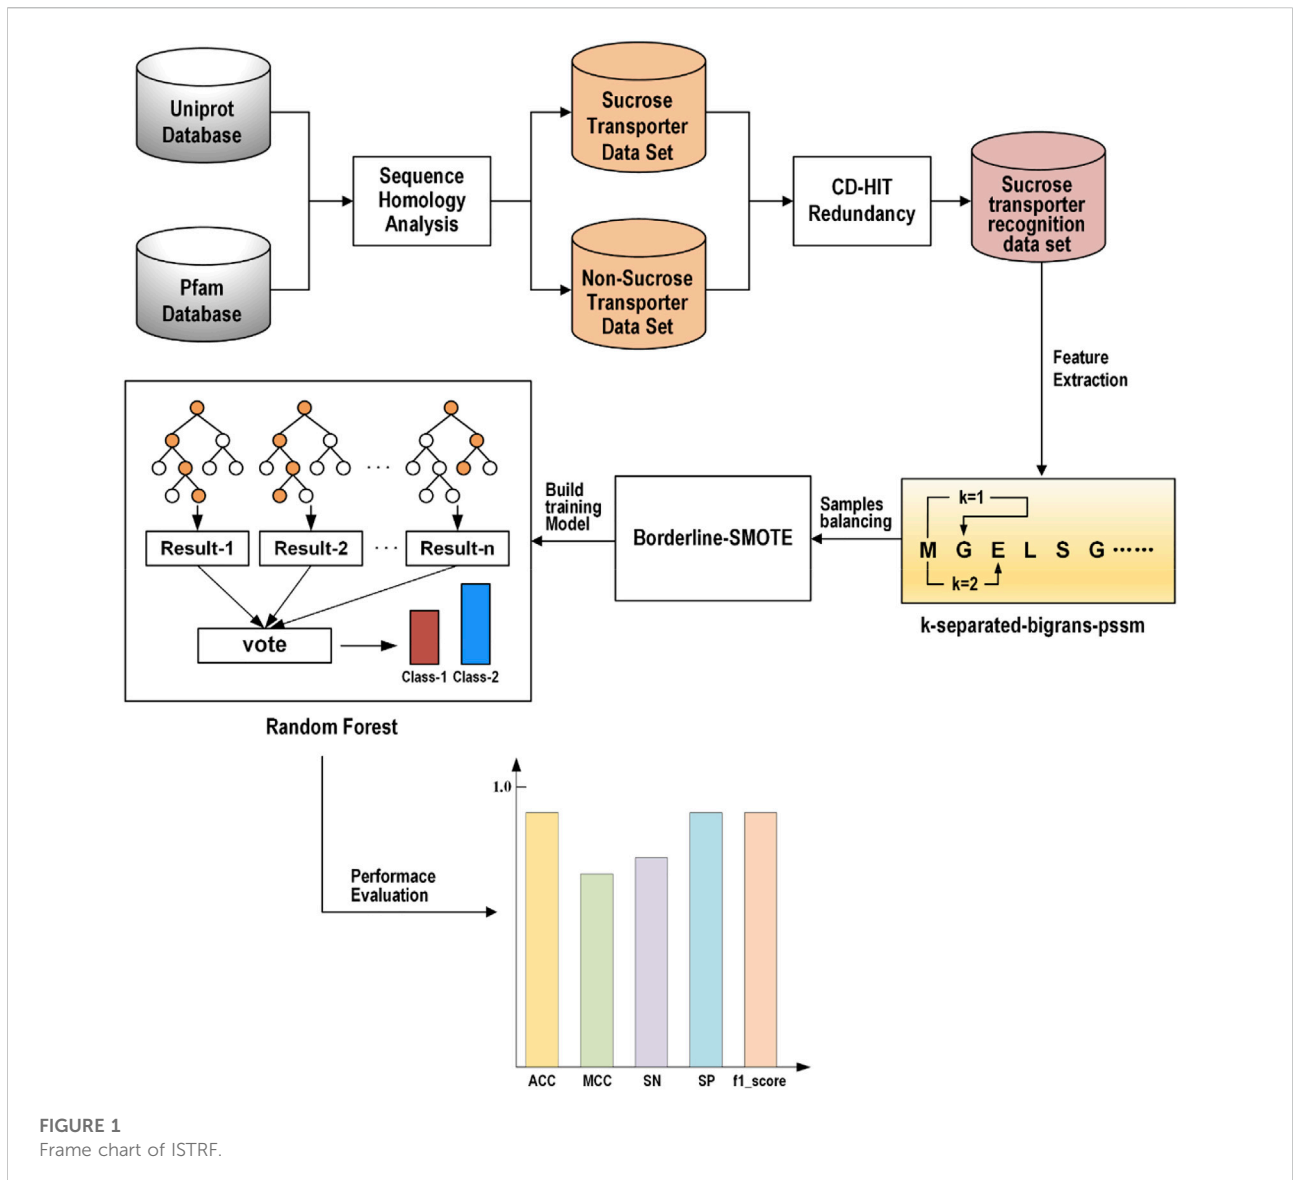 Uniprot
Database
Pfam
Database
Sequence
Homology
Analysis
Sucrose
Transporter
Data Set
Non-Sucrose
Transporter
Data Set
CD-HIT
Redundancy
Sucrose
transporter
recognition
data set
Feature
Extraction
k=1
M G E L S G ······
k=2
k-separated-bigrans-pssm
Samples
balancing
Borderline-SMOTE
Build
training
Model
· · ·
Result-1
Result-2
· · ·
Result-n
vote
Class-1
Class-2
Random Forest
Performace
Evaluation
1.0
ACC
MCC
SN
SP
f1_score
FIGURE 1
Frame chart of ISTRF.